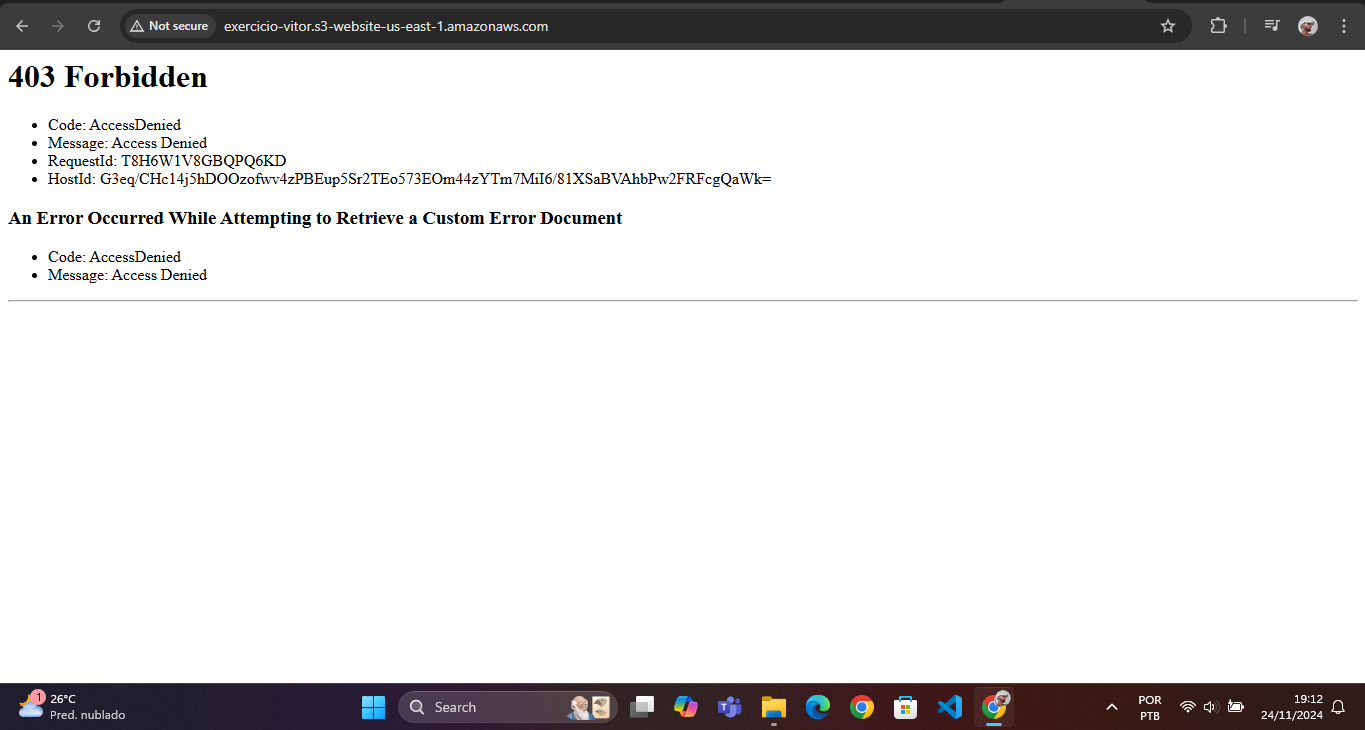 Not secure
exercicio-vitor.s3-website-us-east-1.amazonaws.com
403 Forbidden
Code: AccessDenied
Message: Access Denied
RequestId: T8H6W1V8GBQPQ6KD
HostId: G3eq/CHc14j5hDOOzofwv4zPBEup5Sr2TEo573EOm44zYTm7MiI6/81XSaBVAhbPw2FRFcgQaWk=
An Error Occurred While Attempting to Retrieve a Custom Error Document
Code: AccessDenied
Message: Access Denied
1
26°C
Pred. nublado
Search
POR
PTB
19:12
24/11/2024